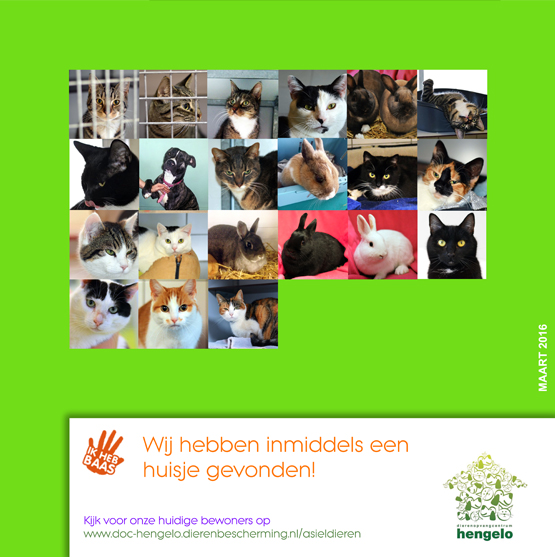 MAART 2016
IK HEB
BAAS
Wij hebben inmiddels een
huisje gevonden!
Kijk voor onze huidige bewoners op
www.doc-hengelo.dierenbescherming.nl/asieldieren
dierenopvangcentrum
hengelo